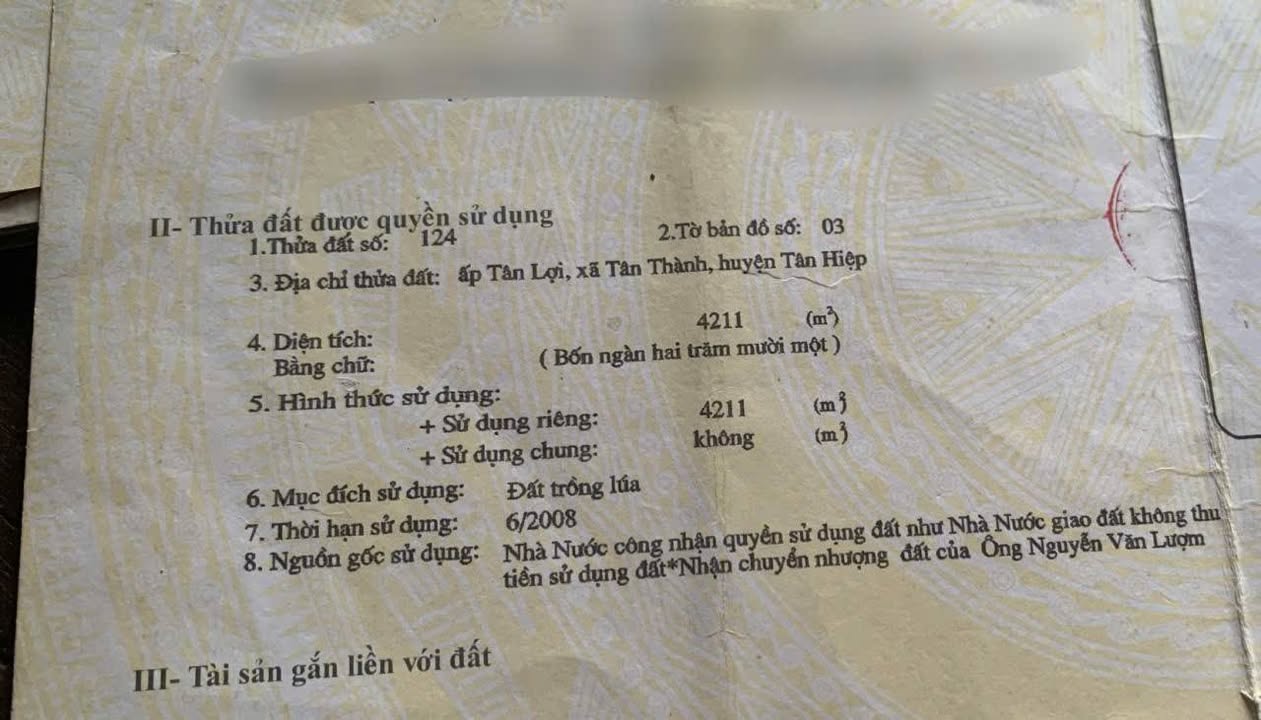 II- Thửa đất được quyền sử dụng
1.Thửa đất số: 124 2.Tờ bản đồ số: 03
3. Địa chỉ thửa đất: ấp Tân Lợi, xã Tân Thành, huyện Tân Hiệp
4. Diện tích: 4211 (m²)
Bằng chữ: ( Bốn ngàn hai trăm mười một )
5. Hình thức sử dụng:
+ Sử dụng riêng: 4211 (m²)
+ Sử dụng chung: không (m²)
6. Mục đích sử dụng: Đất trồng lúa
7. Thời hạn sử dụng: 6/2008
8. Nguồn gốc sử dụng: Nhà Nước công nhận quyền sử dụng đất như Nhà Nước giao đất không thu
tiền sử dụng đất*Nhận chuyển nhượng đất của Ông Nguyễn Văn Lượm
III- Tài sản gắn liền với đất